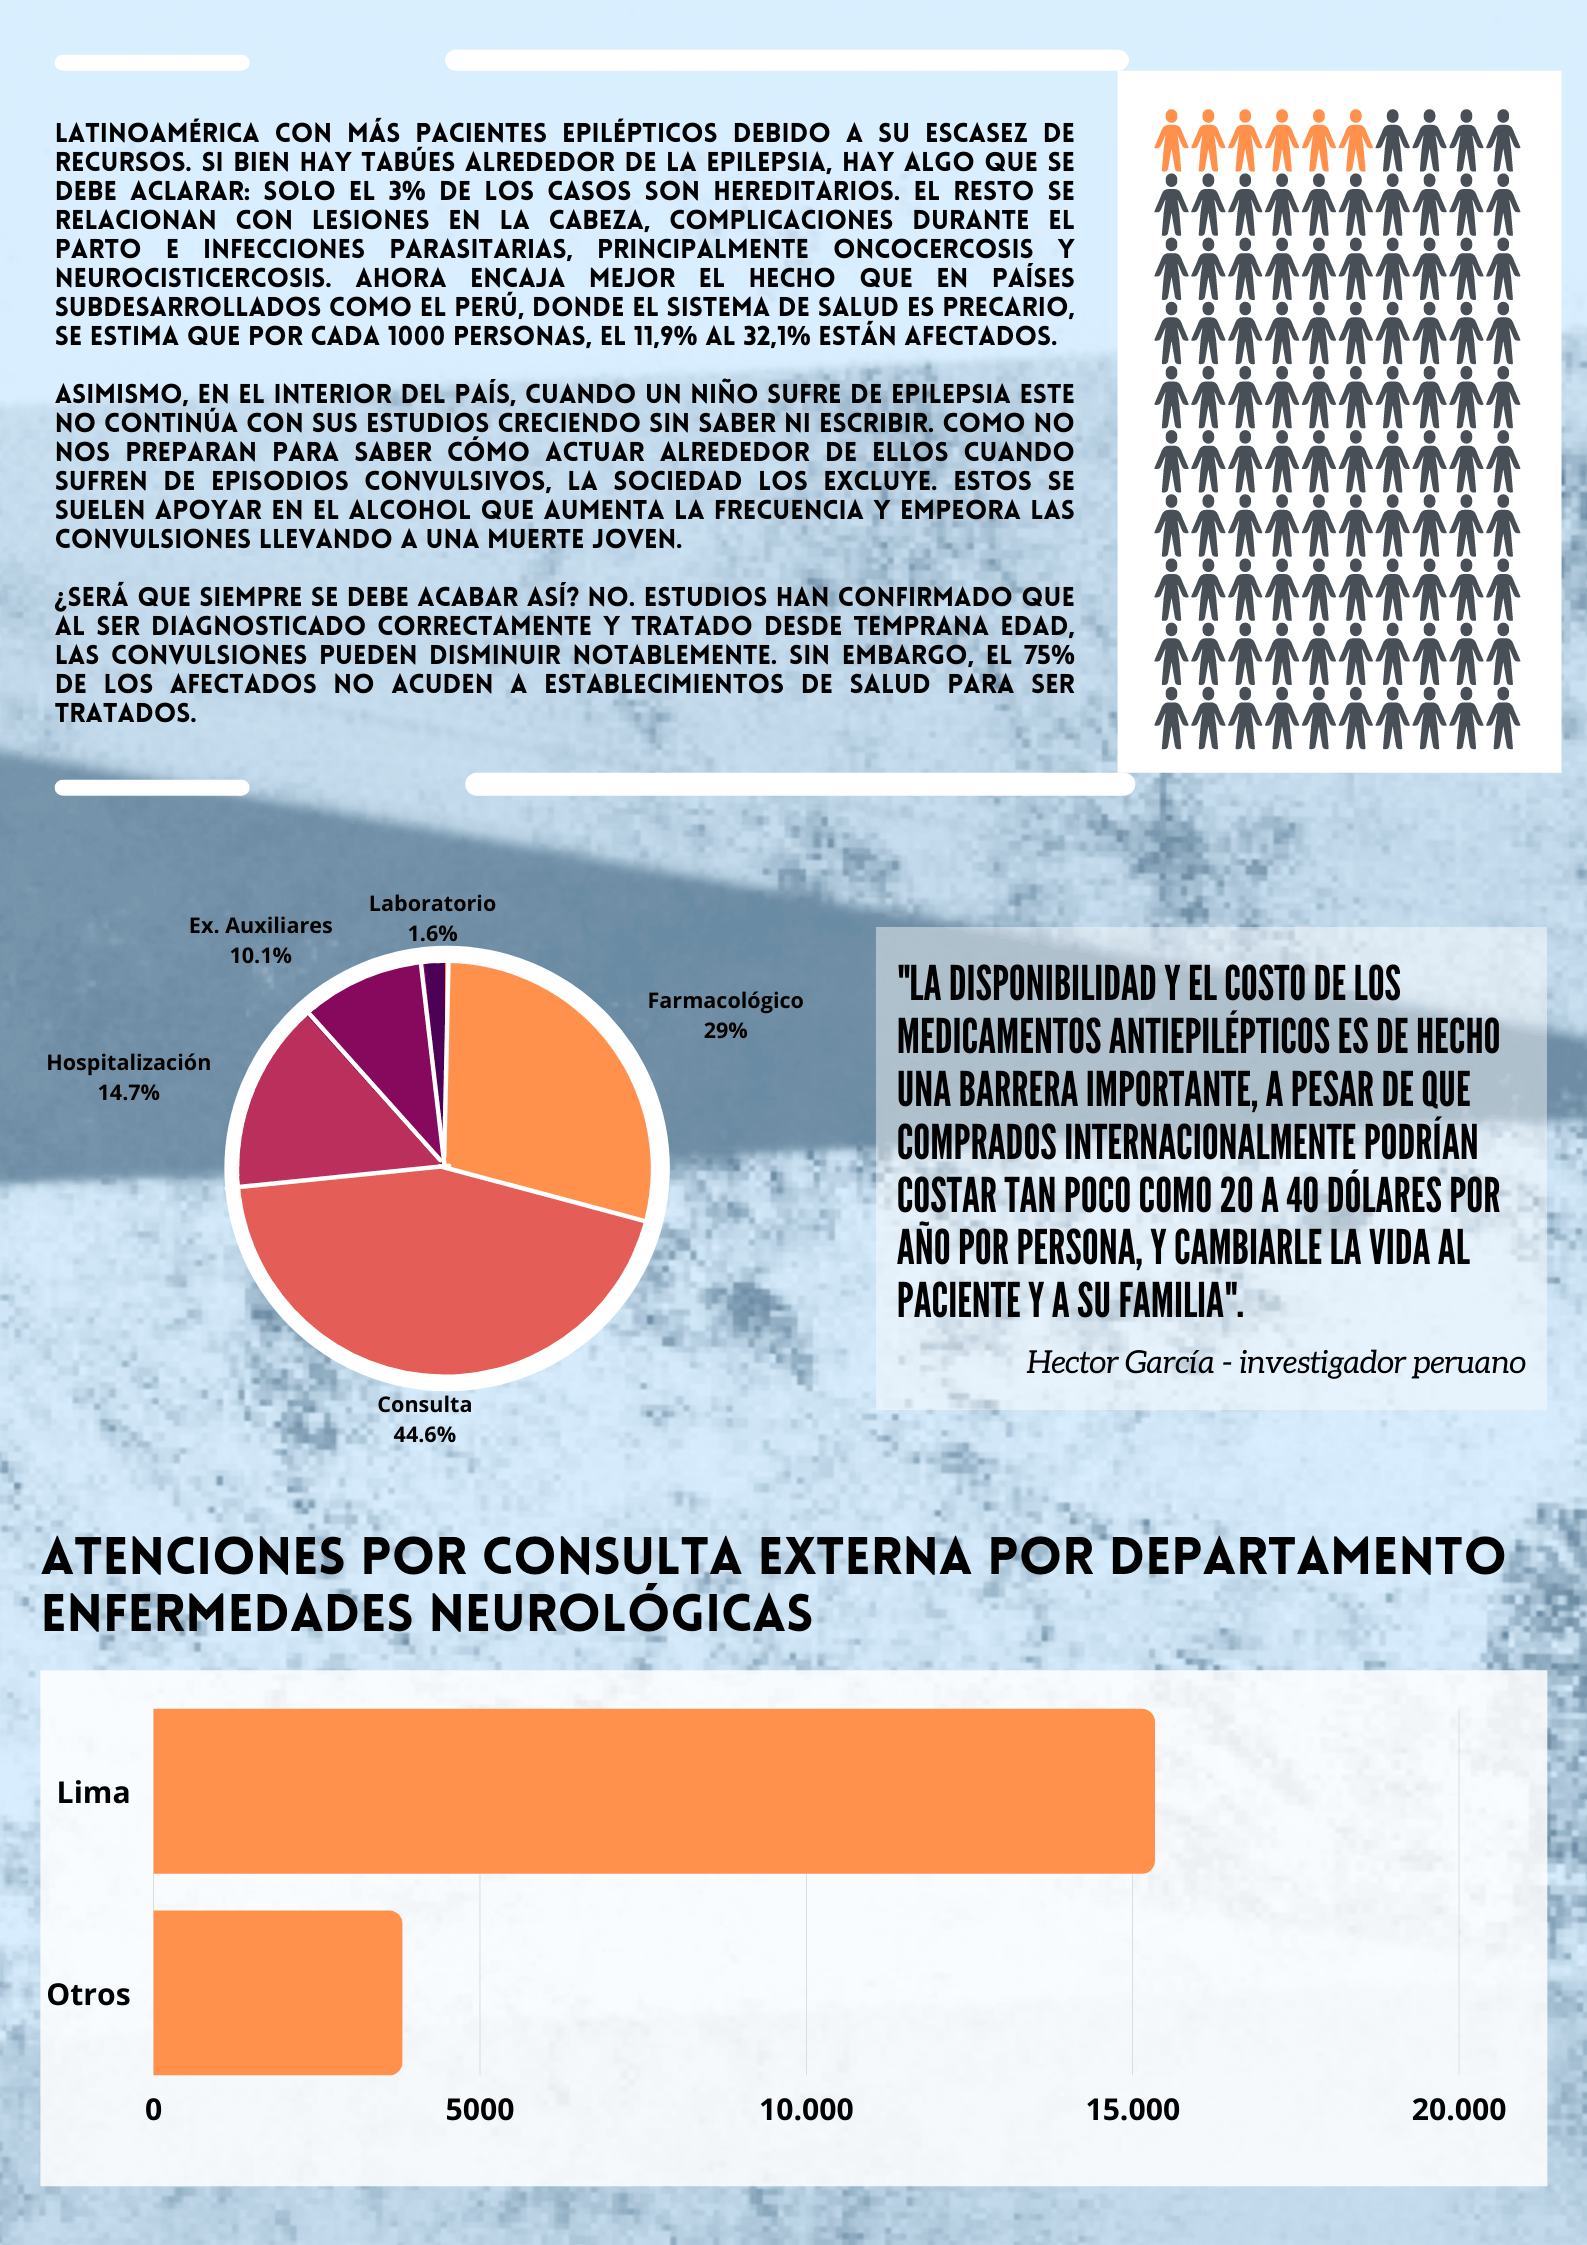 LATINOAMÉRICA CON MÁS PACIENTES EPILÉPTICOS DEBIDO A SU ESCASEZ DE
RECURSOS. SI BIEN HAY TABÚES ALREDEDOR DE LA EPILEPSIA, HAY ALGO QUE SE
DEBE ACLARAR: SOLO EL 3% DE LOS CASOS SON HEREDITARIOS. EL RESTO SE
RELACIONAN CON LESIONES EN LA CABEZA, COMPLICACIONES DURANTE EL
PARTO E INFECCIONES PARASITARIAS, PRINCIPALMENTE ONCOCERCOSIS Y
NEUROCISTICERCOSIS. AHORA ENCAJA MEJOR EL HECHO QUE EN PAÍSES
SUBDESARROLLADOS COMO EL PERÚ, DONDE EL SISTEMA DE SALUD ES PRECARIO,
SE ESTIMA QUE POR CADA 1000 PERSONAS, EL 11,9% AL 32,1% ESTÁN AFECTADOS.
ASIMISMO, EN EL INTERIOR DEL PAÍS, CUANDO UN NIÑO SUFRE DE EPILEPSIA ESTE
NO CONTINÚA CON SUS ESTUDIOS CRECIENDO SIN SABER NI ESCRIBIR. COMO NO
NOS PREPARAN PARA SABER CÓMO ACTUAR ALREDEDOR DE ELLOS CUANDO
SUFREN DE EPISODIOS CONVULSIVOS, LA SOCIEDAD LOS EXCLUYE. ESTOS SE
SUELEN APOYAR EN EL ALCOHOL QUE AUMENTA LA FRECUENCIA Y EMPEORA LAS
CONVULSIONES LLEVANDO A UNA MUERTE JOVEN.
¿SERÁ QUE SIEMPRE SE DEBE ACABAR ASÍ? NO. ESTUDIOS HAN CONFIRMADO QUE
AL SER DIAGNOSTICADO CORRECTAMENTE Y TRATADO DESDE TEMPRANA EDAD,
LAS CONVULSIONES PUEDEN DISMINUIR NOTABLEMENTE. SIN EMBARGO, EL 75%
DE LOS AFECTADOS NO ACUDEN A ESTABLECIMIENTOS DE SALUD PARA SER
TRATADOS.
Laboratorio
1.6%
Ex. Auxiliares
10.1%
Farmacológico
29%
Hospitalización
14.7%
Consulta
44.6%
"LA DISPONIBILIDAD Y EL COSTO DE LOS
MEDICAMENTOS ANTIEPILÉPTICOS ES DE HECHO
UNA BARRERA IMPORTANTE, A PESAR DE QUE
COMPRADOS INTERNACIONALMENTE PODRÍAN
COSTAR TAN POCO COMO 20 A 40 DÓLARES POR
AÑO POR PERSONA, Y CAMBIARLE LA VIDA AL
PACIENTE Y A SU FAMILIA".
Hector García - investigador peruano
ATENCIONES POR CONSULTA EXTERNA POR DEPARTAMENTO
ENFERMEDADES NEUROLÓGICAS
Lima
Otros
0 5000 10.000 15.000 20.000